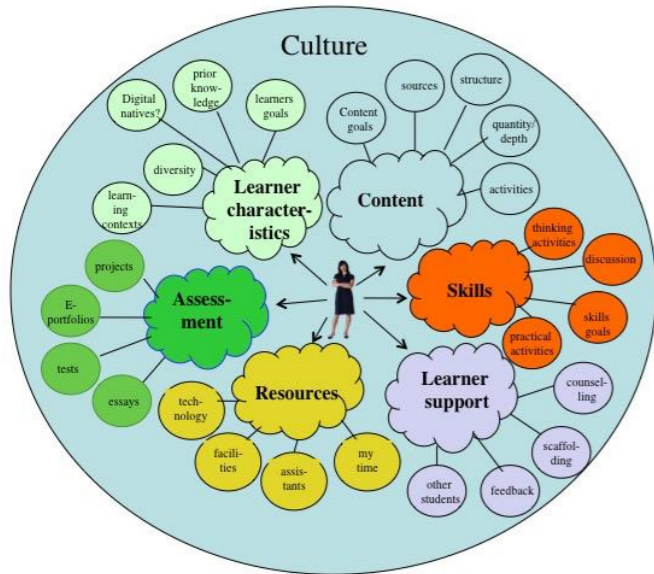 Culture
Digital
natives?
prior
know-
ledge
learners
goals
diversity
learn-
ing
contexts
Learner
character-
istics
Content
goals
sources
structure
quantity/
depth
activities
Content
projects
E-
portfolios
tests
essays
Assess-
ment
thinking
activities
discussion
skills
goals
practical
activities
Skills
tech-
nology
facili-
ties
assis-
tants
my
time
Resources
Learner
support
counse-
lling
scaffol-
ding
feedback
other
students